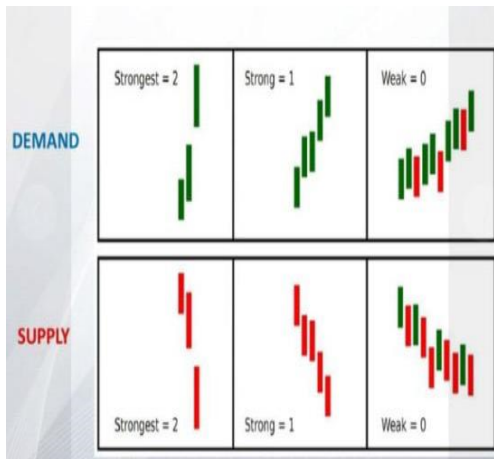 DEMAND
Strongest = 2
Strong = 1
Weak = 0
SUPPLY
Strongest = 2
Strong = 1
Weak = 0